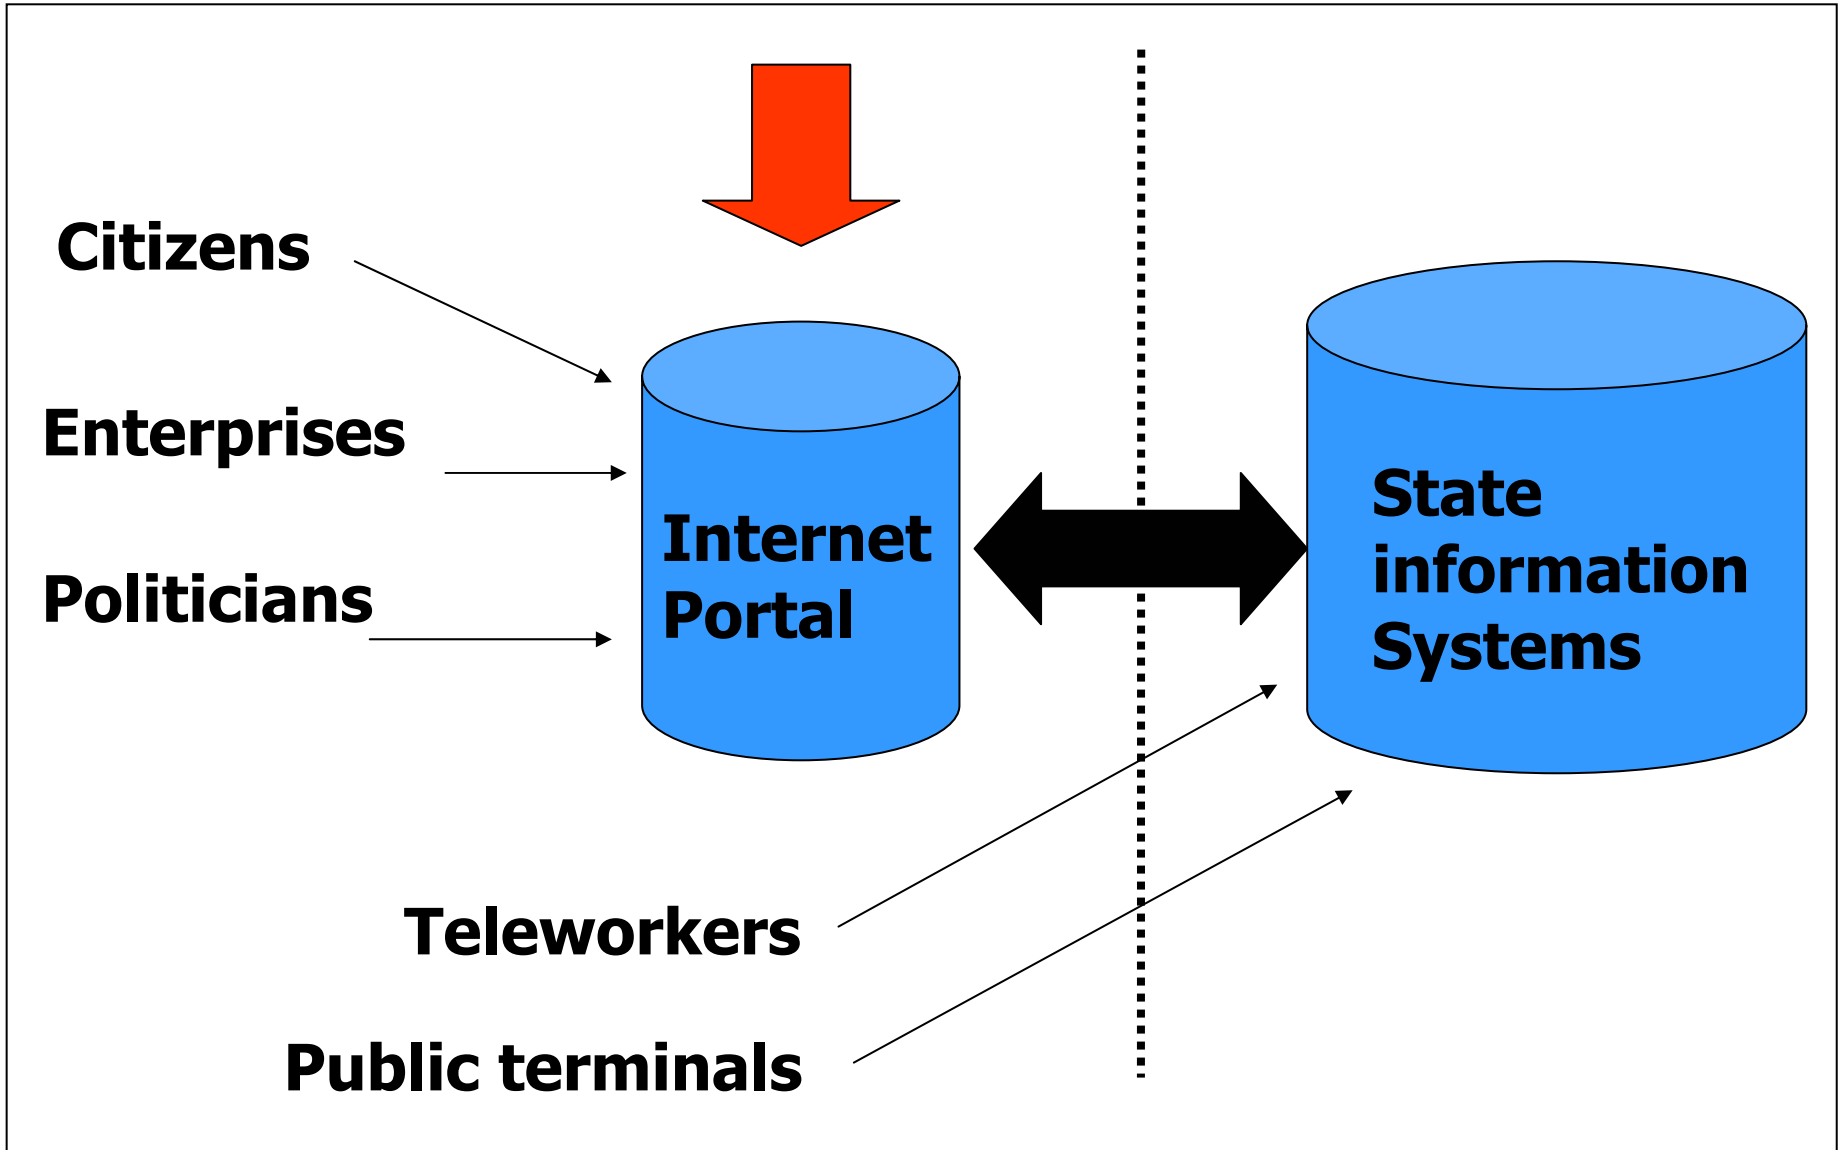 Citizens
Enterprises
Politicians
Internet
Portal
State
information
Systems
Teleworkers
Public terminals